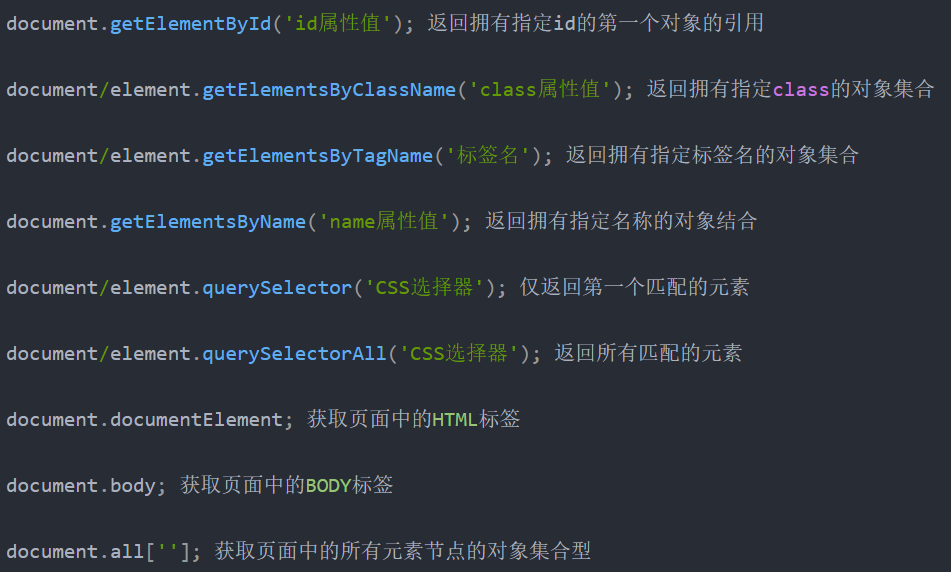 document.getElementById('id属性值'); 返回拥有指定id的第一个对象的引用
document/element.getElementsByClassName('class属性值'); 返回拥有指定class的对象集合
document/element.getElementsByTagName('标签名'); 返回拥有指定标签名的对象集合
document.getElementsByName('name属性值'); 返回拥有指定名称的对象结合
document/element.querySelector('CSS选择器'); 仅返回第一个匹配的元素
document/element.querySelectorAll('CSS选择器'); 返回所有匹配的元素
document.documentElement; 获取页面中的HTML标签
document.body; 获取页面中的BODY标签
document.all['']; 获取页面中的所有元素节点的对象集合型